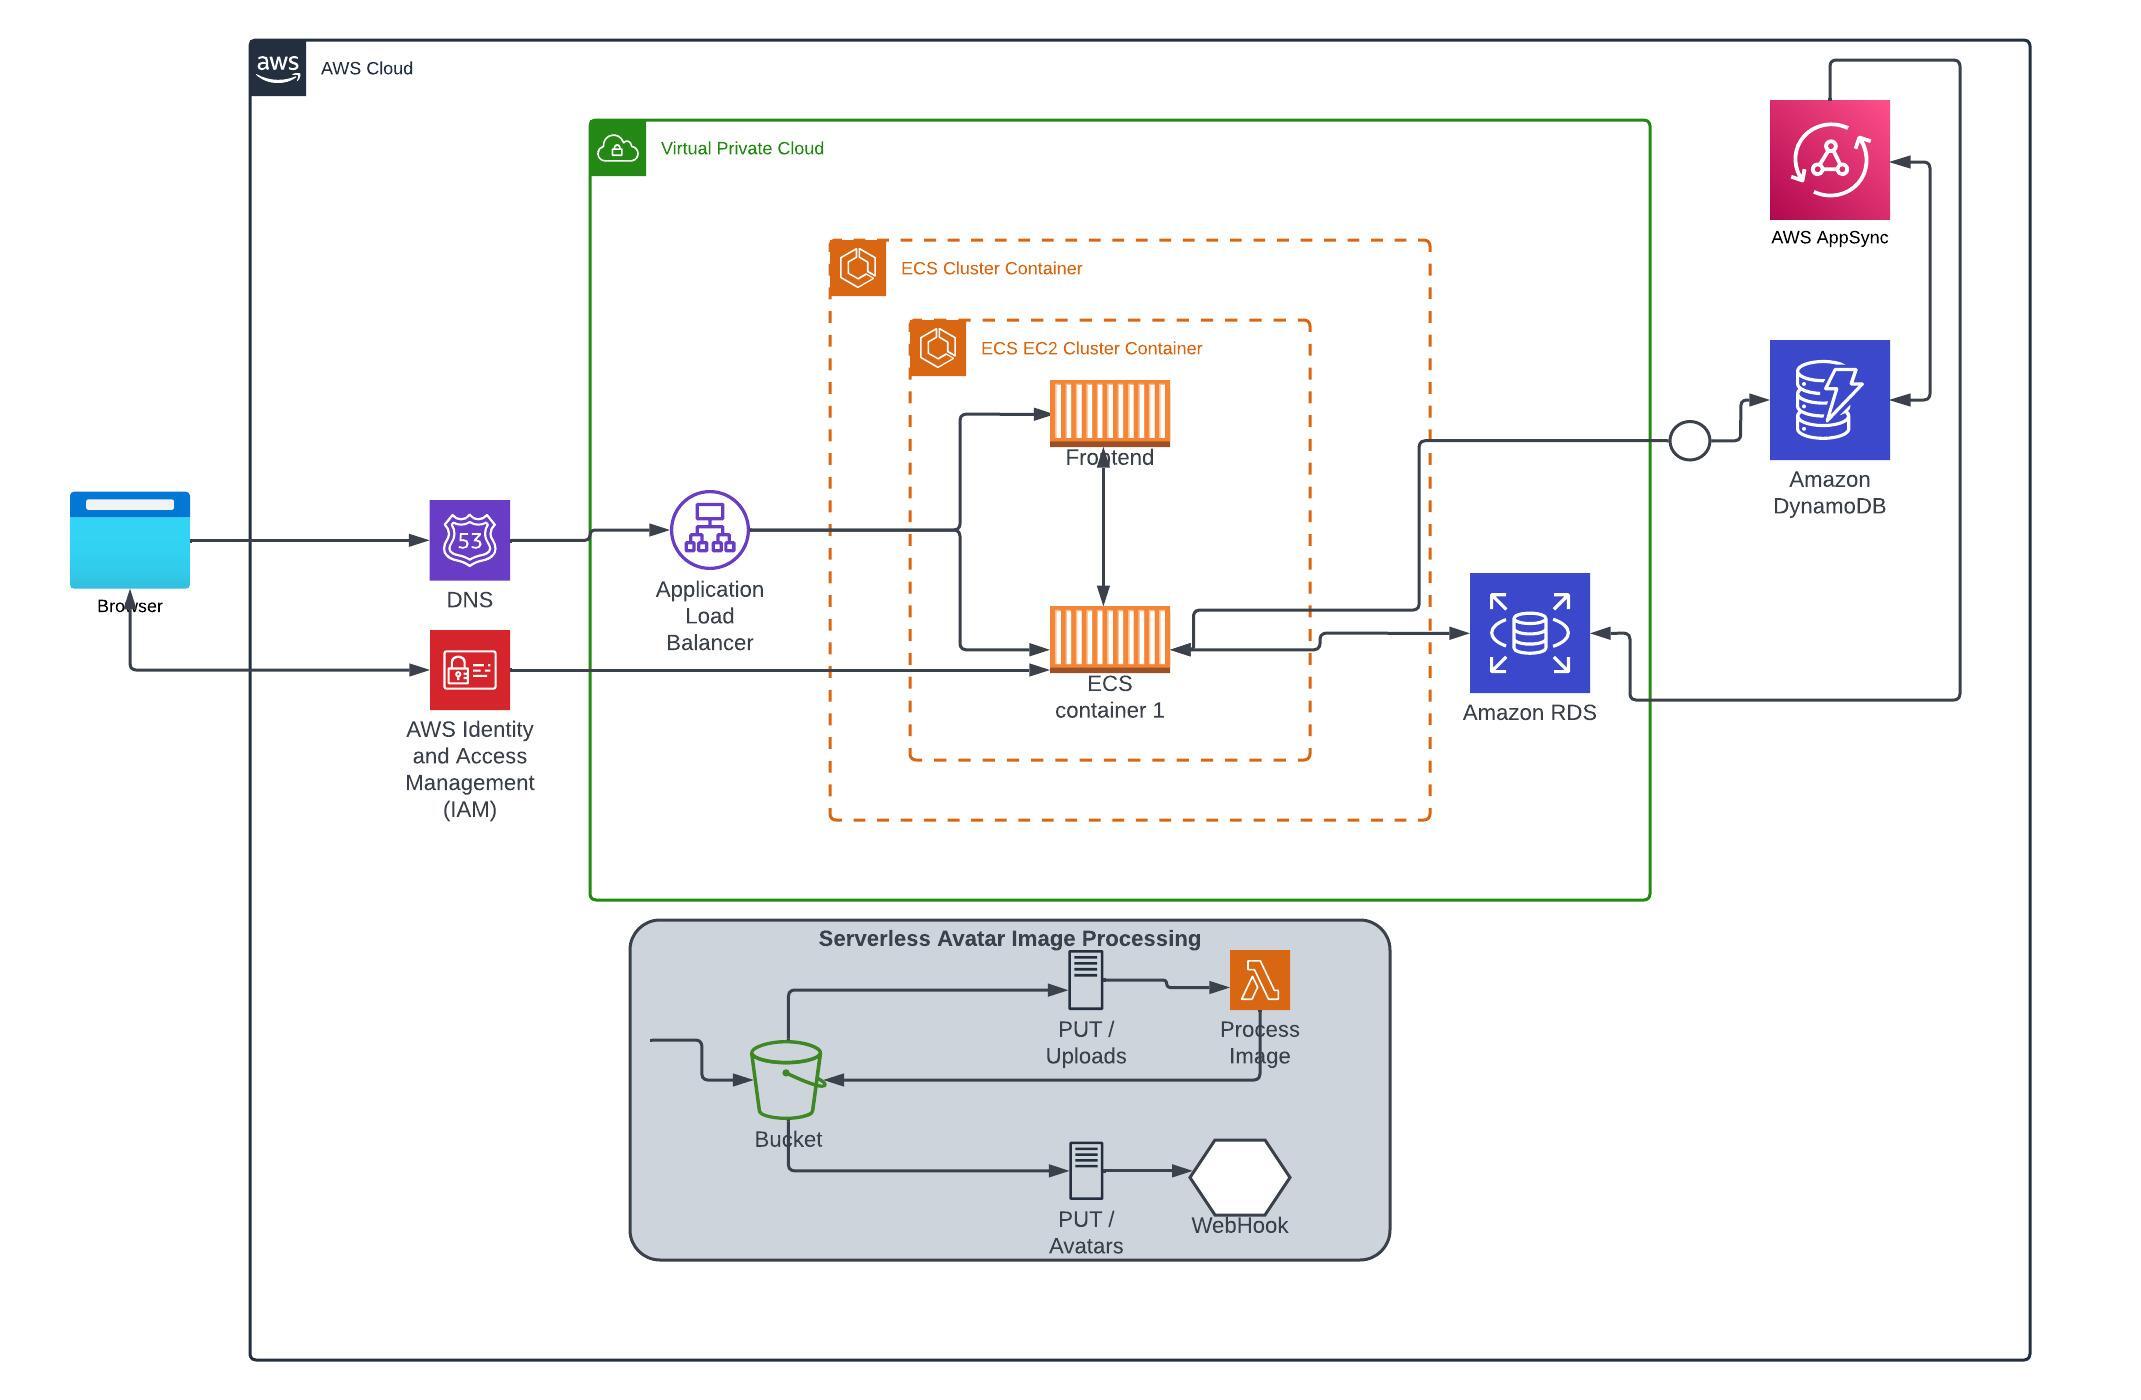 aws
AWS Cloud
Virtual Private Cloud
ECS Cluster Container
ECS EC2 Cluster Container
Frontend
ECS
container 1
Browser
53
DNS
AWS Identity
and Access
Management
(IAM)
Application
Load
Balancer
AWS AppSync
Amazon
DynamoDB
Amazon RDS
Serverless Avatar Image Processing
PUT /
Uploads
Process
Image
Bucket
PUT /
Avatars
WebHook